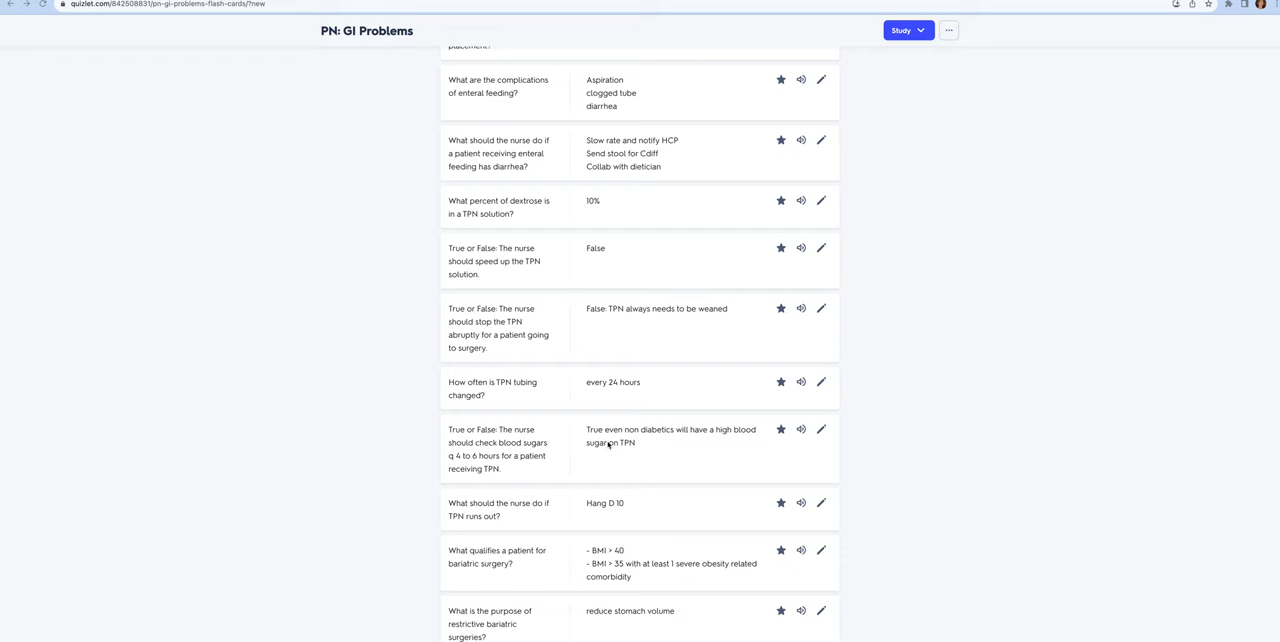 quizlet.com/842508831/pn-gi-problems-flash-cards/?new
PN: GI Problems
Study
placement?
What are the complications
of enteral feeding?
Aspiration
clogged tube
diarrhea
What should the nurse do if
a patient receiving enteral
feeding has diarrhea?
Slow rate and notify HCP
Send stool for Cdiff
Collab with dietician
What percent of dextrose is
in a TPN solution?
10%
True or False: The nurse
should speed up the TPN
solution.
False
True or False: The nurse
should stop the TPN
abruptly for a patient going
to surgery.
False: TPN always needs to be weaned
How often is TPN tubing
changed?
every 24 hours
True or False: The nurse
should check blood sugars
q 4 to 6 hours for a patient
receiving TPN.
True even non diabetics will have a high blood
sugar on TPN
What should the nurse do if
TPN runs out?
Hang D 10
What qualifies a patient for
bariatric surgery?
- BMI > 40
- BMI > 35 with at least 1 severe obesity related
comorbidity
What is the purpose of
restrictive bariatric
surgeries?
reduce stomach volume